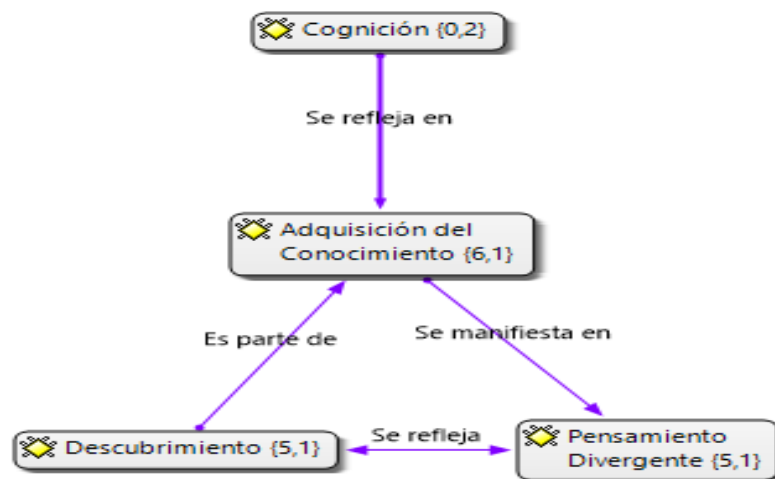 Cognición {0,2}
Se refleja en
Adquisición del
Conocimiento {6,1}
Es parte de
Se manifiesta en
Descubrimiento {5,1}
Se refleja
Pensamiento
Divergente {5,1}